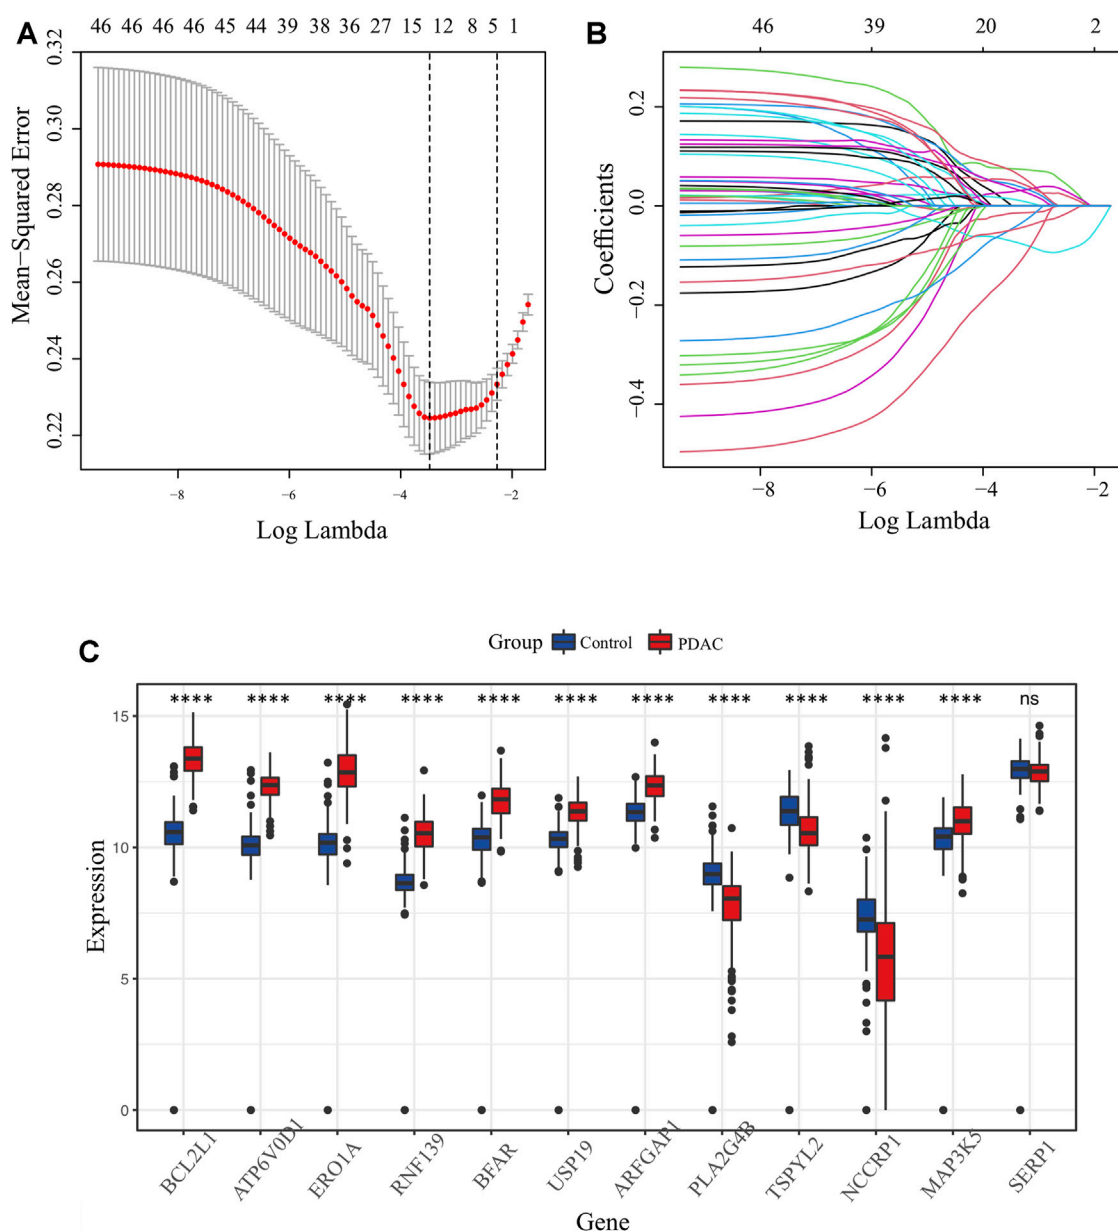 A
46 46 46 46 45 44 39 38 36 27 15 12 8 5 1
Mean-Squared Error
0.32
0.30
0.28
0.26
0.24
0.22
−8 −6 −4 −2
Log Lambda
B
46 39 20 2
Coefficients
0.2
0.0
−0.2
−0.4
−8 −6 −4 −2
Log Lambda
C
Group Control PDAC
**** **** **** **** **** **** **** **** **** **** **** ns
Expression
15
10
5
0
BCL2L1 ATP6V0D1 ERO1A RNF139 BFAR USP19 ARFGAP1 PLA2G4B TSPYL2 NCCRP1 MAP3K5 SERP1
Gene